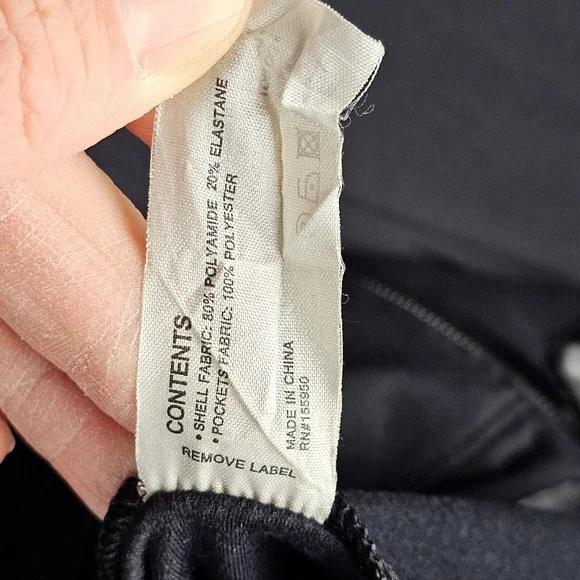 CONTENTS
• SHELL FABRIC: 80% POLYAMIDE 20% ELASTANE
• POCKETS FABRIC: 100% POLYESTER
MADE IN CHINA
RN#155950
REMOVE LABEL